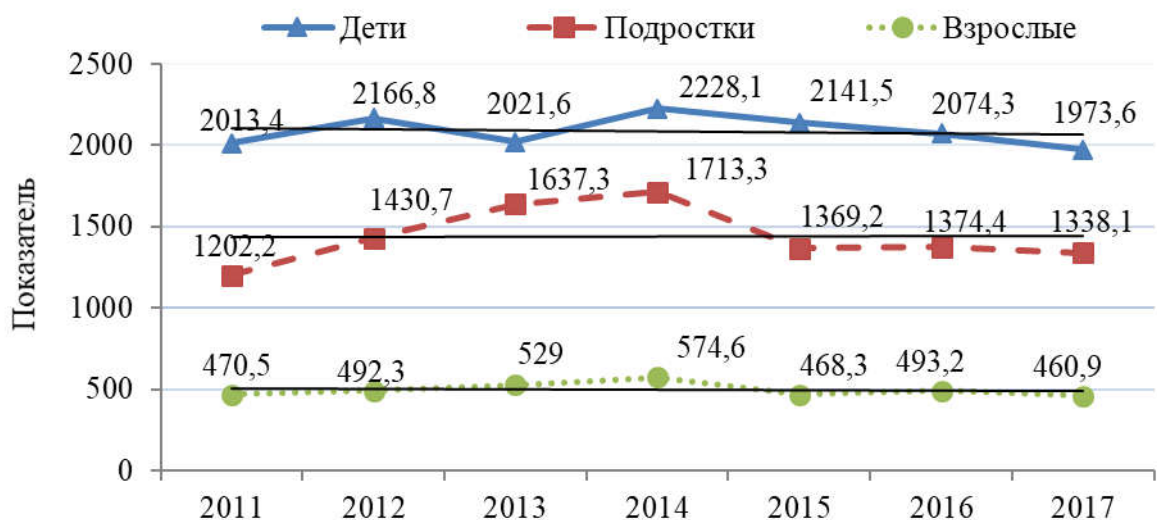 Дети Подростки Взрослые
Показатель
2500
2000
1500
1000
500
0
2013,4 2166,8 2021,6 2228,1 2141,5 2074,3 1973,6
1202,2 1430,7 1637,3 1713,3 1369,2 1374,4 1338,1
470,5 492,3 529 574,6 468,3 493,2 460,9
2011 2012 2013 2014 2015 2016 2017